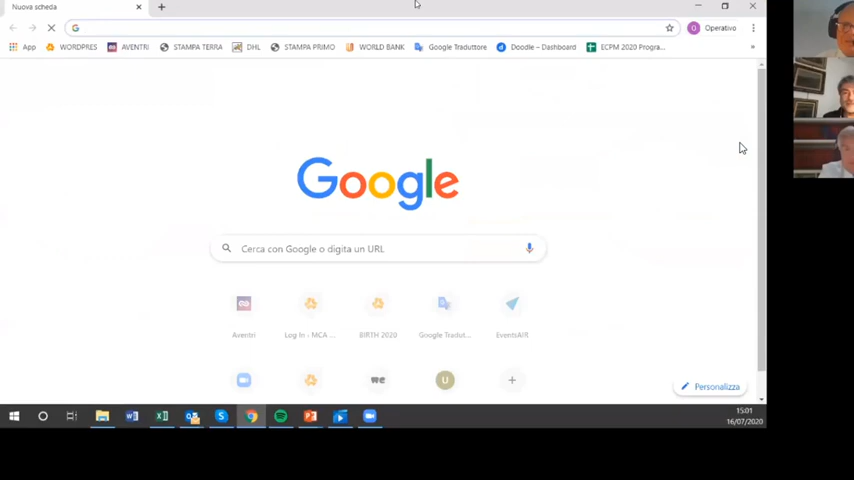 Nuova scheda
Operativo
App WORDPRES AVENTRI STAMPA TERRA DHL STAMPA PRIMO WORLD BANK Google Traduttore Doodle – Dashboard ECPM 2020 Progra... »
Google
Cerca con Google o digita un URL
Aventri Log In - MCA ... BIRTH 2020 Google Tradut... EventsAIR
we U
Personalizza
15:01
16/07/2020